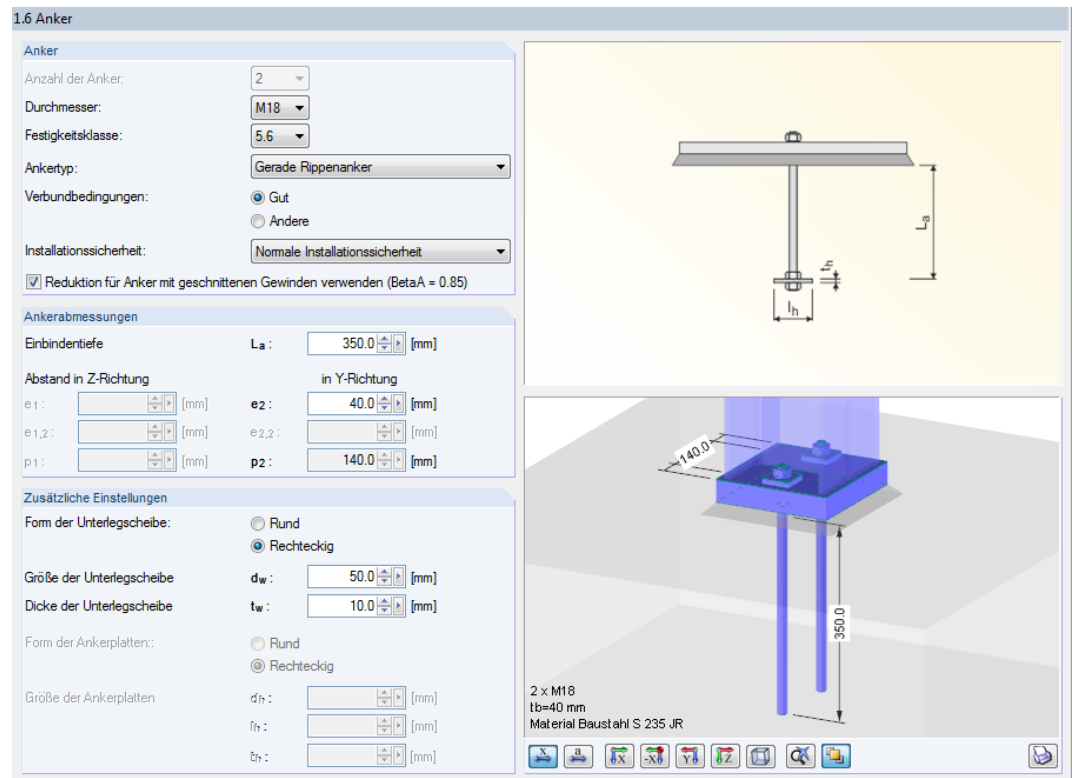 1.6 Anker
Anker
Anzahl der Anker: 2
Durchmesser: M18
Festigkeitsklasse: 5.6
Ankertyp: Gerade Rippenanker
Verbundbedingungen: Gut
Andere
Installationssicherheit: Normale Installationssicherheit
Reduktion für Anker mit geschnittenen Gewinden verwenden (BetaA = 0.85)
Ankerabmessungen
Einbindentiefe La : 350.0 [mm]
Abstand in Z-Richtung in Y-Richtung
e1 : [mm] e2 : 40.0 [mm]
e1,2 : [mm] e2,2 : [mm]
p1 : [mm] p2 : 140.0 [mm]
Zusätzliche Einstellungen
Form der Unterlegscheibe: Rund
Rechteckig
Größe der Unterlegscheibe dw : 50.0 [mm]
Dicke der Unterlegscheibe tw : 10.0 [mm]
Form der Ankerplatten:: Rund
Rechteckig
Größe der Ankerplatten dh : [mm]
[mm]
[mm]
La
th
lh
140.0
350.0
2 x M18
tb=40 mm
Material Baustahl S 235 JR
x a X -X Y Z